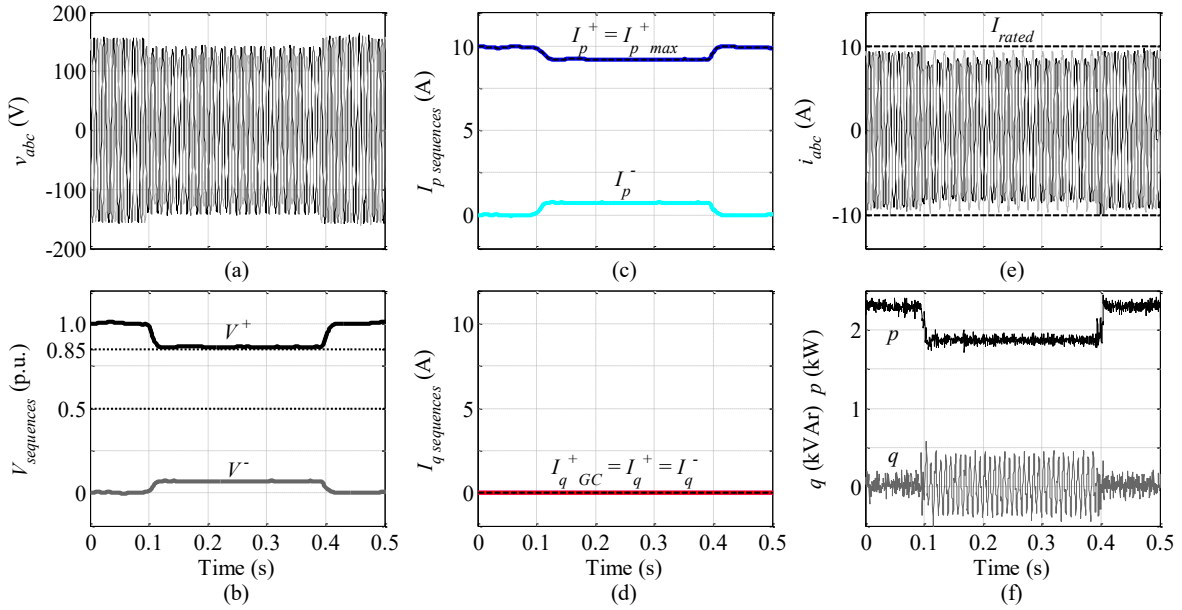 200
100
0
-100
-200
v_abc (V)
(a)
10
5
0
I_p sequences (A)
I_p^+ = I_p^+_max
I_p^-
(c)
10
0
-10
i_abc (A)
I_rated
(e)
1.0
0.85
0.5
0
V_sequences (p.u.)
V^+
V^-
0 0.1 0.2 0.3 0.4 0.5
Time (s)
(b)
10
5
0
I_q sequences (A)
I_q^+_GC = I_q^+ = I_q^-
0 0.1 0.2 0.3 0.4 0.5
Time (s)
(d)
2
0
q (kVAr) p (kW)
p
q
0 0.1 0.2 0.3 0.4 0.5
Time (s)
(f)